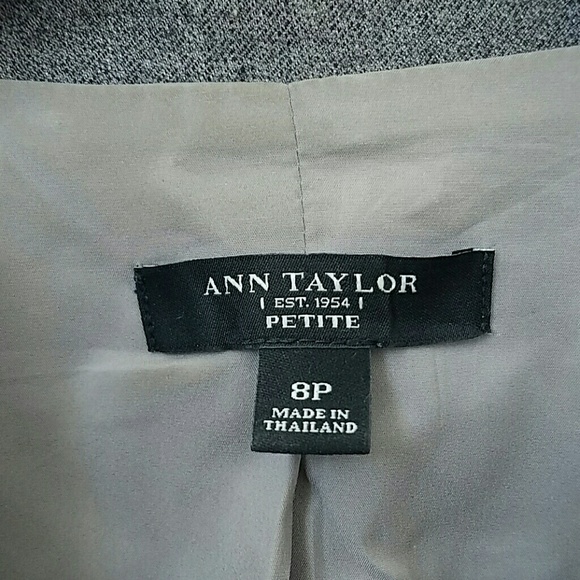 ANN TAYLOR
EST. 1954
PETITE
8P
MADE IN
THAILAND